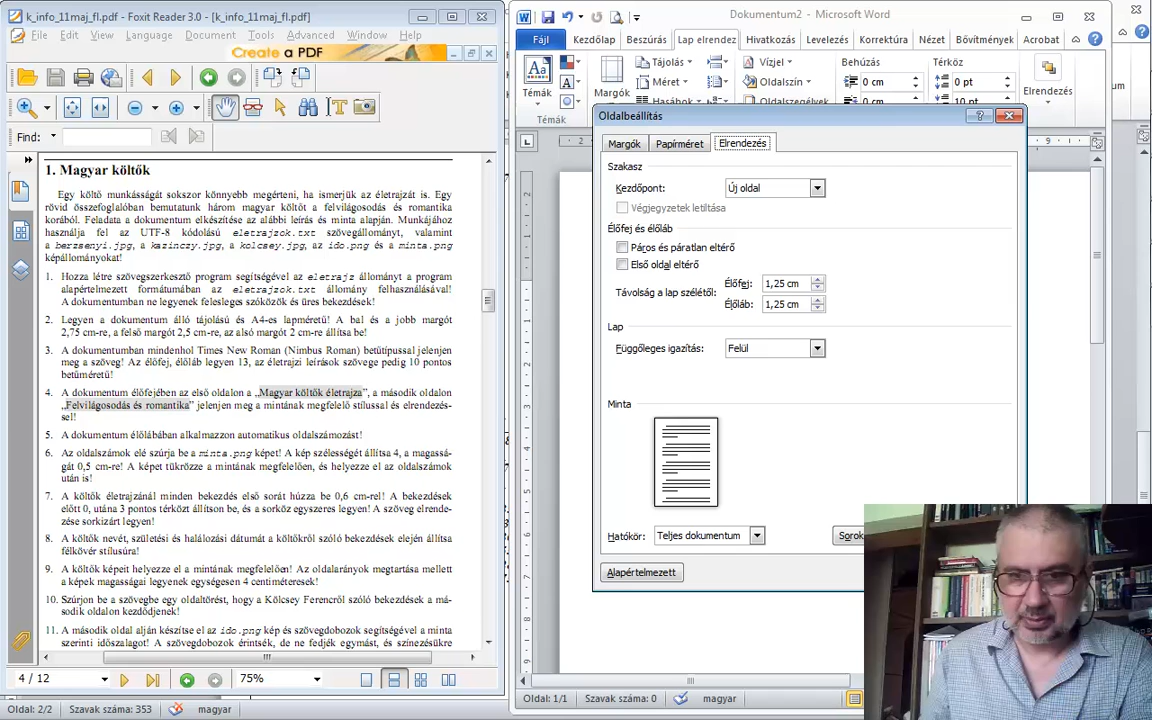 k_info_11maj_fl.pdf - Foxit Reader 3.0 - [k_info_11maj_fl.pdf]
File Edit View Language Document Tools Advanced Window Help
Create a PDF
Find:
1. Magyar költők
Egy költő munkásságát sokszor könnyebb megérteni, ha ismerjük az életrajzát is. Egy
rövid összefoglalóban bemutatunk három magyar költőt a felvilágosodás és romantika
korából. Feladata a dokumentum elkészítése az alábbi leírás és minta alapján. Munkájához
használja fel az UTF-8 kódolású eletrajzok.txt szövegállományt, valamint
a berzsenyi.jpg, a kazinczy.jpg, a kolcsey.jpg, az ido.png és a minta.png
képállományokat!
1. Hozza létre szövegszerkesztő program segítségével az eletrajz állományt a program
alapértelmezett formátumában az eletrajzok.txt állomány felhasználásával!
A dokumentumban ne legyenek felesleges szóközök és üres bekezdések!
2. Legyen a dokumentum álló tájolású és A4-es lapméretű! A bal és a jobb margót
2,75 cm-re, a felső margót 2,5 cm-re, az alsó margót 2 cm-re állítsa be!
3. A dokumentumban mindenhol Times New Roman (Nimbus Roman) betűtípussal jelenjen
meg a szöveg! Az élőfej, élőláb legyen 13, az életrajzi leírások szövege pedig 10 pontos
betűméretű!
4. A dokumentum élőfejében az első oldalon a „Magyar költők életrajza”, a második oldalon
„Felvilágosodás és romantika” jelenjen meg a mintának megfelelő stílussal és elrendezés-
sel!
5. A dokumentum élőlábában alkalmazzon automatikus oldalszámozást!
6. Az oldalszámok elé szúrja be a minta.png képet! A kép szélességét állítsa 4, a magassá-
gát 0,5 cm-re! A képet tükrözze a mintának megfelelően, és helyezze el az oldalszámok
után is!
7. A költők életrajzánál minden bekezdés első sorát húzza be 0,6 cm-rel! A bekezdések
előtt 0, utána 3 pontos térközt állítson be, és a sorköz egyszeres legyen! A szöveg elrende-
zése sorkizárt legyen!
8. A költők nevét, születési és halálozási dátumát a költőkről szóló bekezdések elején állítsa
félkövér stílusúra!
9. A költők képeit helyezze el a mintának megfelelően! Az oldalarányok megtartása mellett
a képek magasságai legyenek egységesen 4 centiméteresek!
10. Szúrjon be a szövegbe egy oldaltörést, hogy a Kölcsey Ferencről szóló bekezdések a má-
sodik oldalon kezdődjenek!
11. A második oldal alján készítse el az ido.png kép és szövegdobozok segítségével a minta
szerinti időszalagot! A szövegdobozok érintsék, de ne fedjék egymást, és színezésükre
4 / 12
75%
Oldal: 2/2 Szavak száma: 353 magyar
Dokumentum2 - Microsoft Word
Fájl Kezdőlap Beszúrás Lap elrendez Hivatkozás Levelezés Korrektúra Nézet Bővítmények Acrobat
Témák
Témák
Margók
Tájolás
Méret
Hasábok
Vízjel
Oldalszín
Oldalszegélyek
Behúzás
0 cm
0 cm
Térköz
0 pt
10 pt
Elrendezés
Oldalbeállítás
Margók Papírméret Elrendezés
Szakasz
Kezdőpont: Új oldal
Végjegyzetek letiltása
Élőfej és élőláb
Páros és páratlan eltérő
Első oldal eltérő
Távolság a lap szélétől:
Élőfej: 1,25 cm
Élőláb: 1,25 cm
Lap
Függőleges igazítás: Felül
Minta
Hatókör: Teljes dokumentum
Sorok
Alapértelmezett
Oldal: 1/1 Szavak száma: 0 magyar